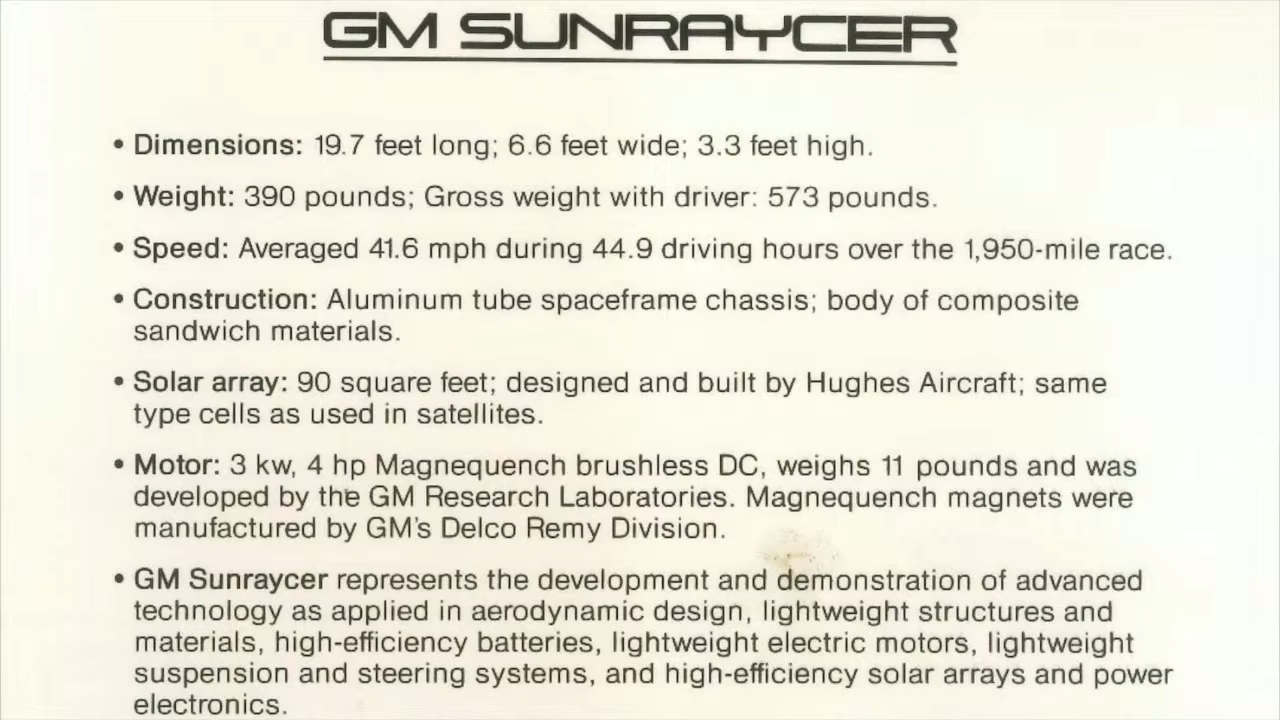 GM SUNRAYCER
• Dimensions: 19.7 feet long; 6.6 feet wide; 3.3 feet high.
• Weight: 390 pounds; Gross weight with driver: 573 pounds.
• Speed: Averaged 41.6 mph during 44.9 driving hours over the 1,950-mile race.
• Construction: Aluminum tube spaceframe chassis; body of composite
sandwich materials.
• Solar array: 90 square feet; designed and built by Hughes Aircraft; same
type cells as used in satellites.
• Motor: 3 kw, 4 hp Magnequench brushless DC, weighs 11 pounds and was
developed by the GM Research Laboratories. Magnequench magnets were
manufactured by GM's Delco Remy Division.
• GM Sunraycer represents the development and demonstration of advanced
technology as applied in aerodynamic design, lightweight structures and
materials, high-efficiency batteries, lightweight electric motors, lightweight
suspension and steering systems, and high-efficiency solar arrays and power
electronics.